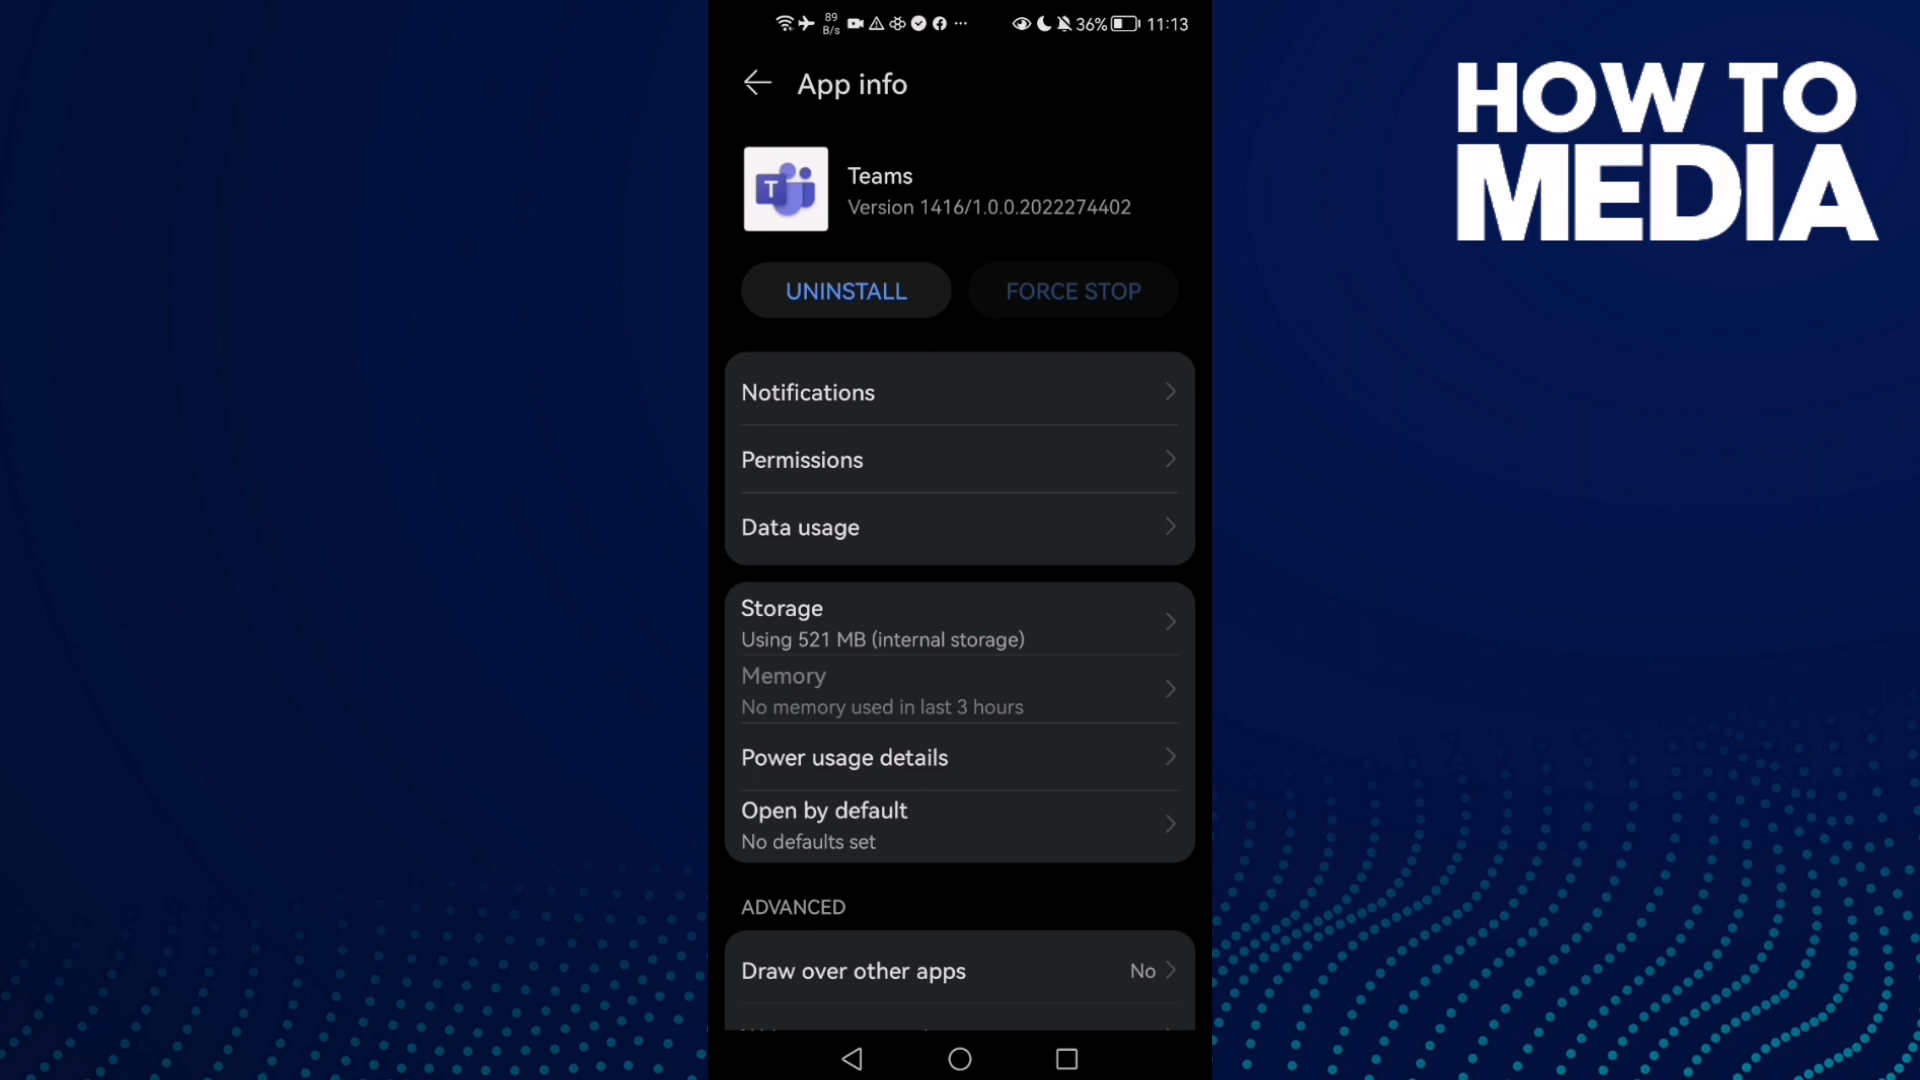 89
B/s
36%
11:13
HOW TO
MEDIA
App info
T
Teams
Version 1416/1.0.0.2022274402
UNINSTALL
FORCE STOP
Notifications
Permissions
Data usage
Storage
Using 521 MB (internal storage)
Memory
No memory used in last 3 hours
Power usage details
Open by default
No defaults set
ADVANCED
Draw over other apps
No